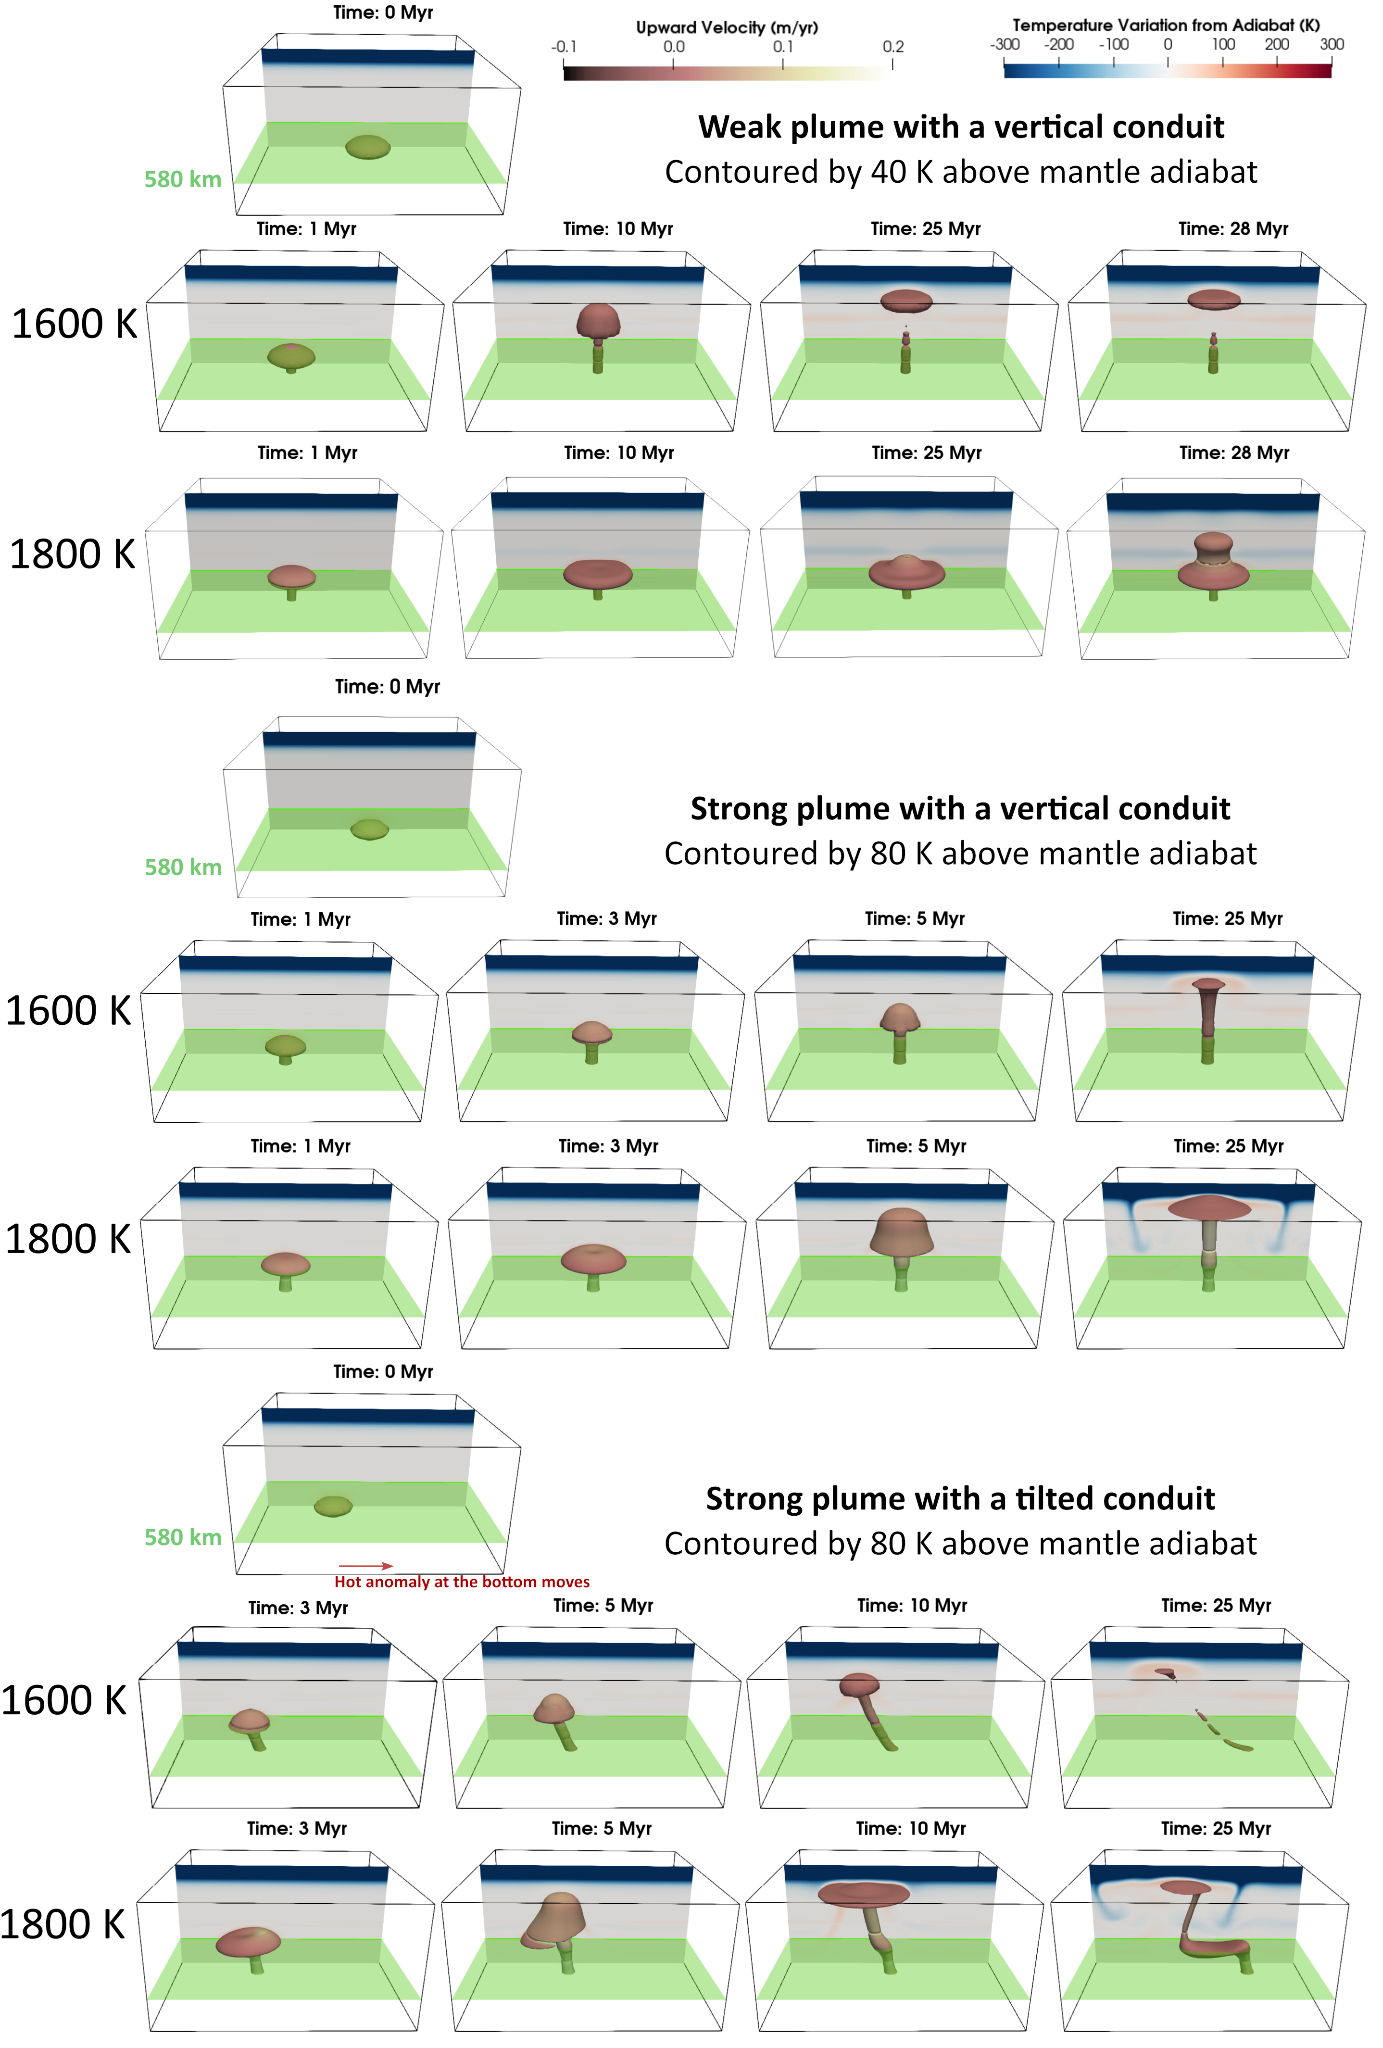 Time: 0 Myr
Upward Velocity (m/yr)
-0.1 0.0 0.1 0.2
Temperature Variation from Adiabat (K)
-300 -200 -100 0 100 200 300
Weak plume with a vertical conduit
Contoured by 40 K above mantle adiabat
580 km
Time: 1 Myr Time: 10 Myr Time: 25 Myr Time: 28 Myr
1600 K
Time: 1 Myr Time: 10 Myr Time: 25 Myr Time: 28 Myr
1800 K
Time: 0 Myr
Strong plume with a vertical conduit
Contoured by 80 K above mantle adiabat
580 km
Time: 1 Myr Time: 3 Myr Time: 5 Myr Time: 25 Myr
1600 K
Time: 1 Myr Time: 3 Myr Time: 5 Myr Time: 25 Myr
1800 K
Time: 0 Myr
Strong plume with a tilted conduit
Contoured by 80 K above mantle adiabat
580 km
Hot anomaly at the bottom moves
Time: 3 Myr Time: 5 Myr Time: 10 Myr Time: 25 Myr
1600 K
Time: 3 Myr Time: 5 Myr Time: 10 Myr Time: 25 Myr
1800 K